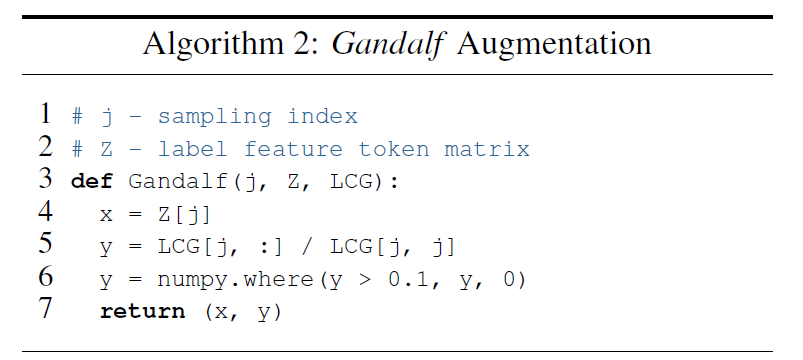 Algorithm 2: Gandalf Augmentation
1 # j - sampling index
2 # Z - label feature token matrix
3 def Gandalf(j, Z, LCG):
4   x = Z[j]
5   y = LCG[j, :] / LCG[j, j]
6   y = numpy.where(y > 0.1, y, 0)
7   return (x, y)